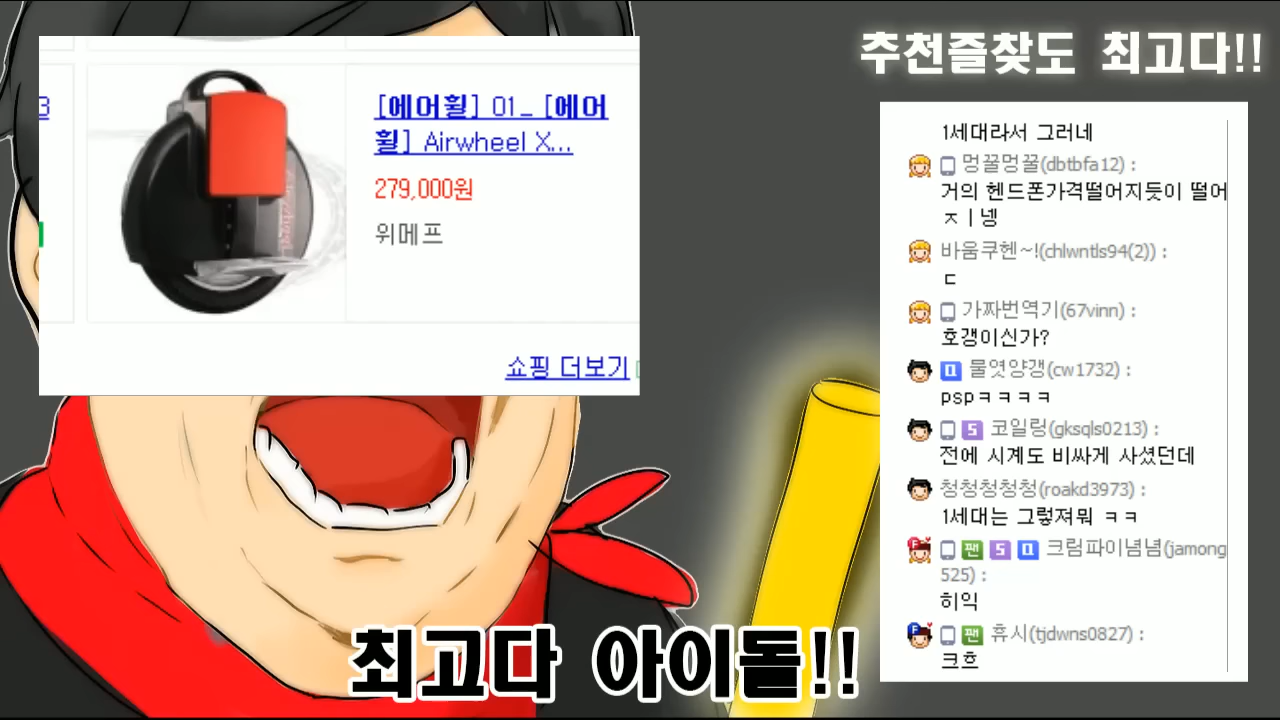 3
[에어휠] 01_ [에어
휠] Airwheel X...
279,000원
위메프
쇼핑 더보기
추천즐찾도 최고다!!
1세대라서 그러네
멍꿀멍꿀(dbtbfa12) :
거의 헨드폰가격떨어지듯이 떨어
ㅈㅣ넹
바움쿠헨~!(chlwntls94(2)) :
ㄷ
가짜번역기(67vinn) :
호갱이신가?
물엿양갱(cw1732) :
pspㅋㅋㅋㅋ
S 코일링(gksqls0213) :
전에 시계도 비싸게 사셨던데
청청청청청(roakd3973) :
1세대는 그렇져뭐 ㅋㅋ
팬 S 크림파이념념(jamong
525) :
히익
팬 휴시(tjdwns0827) :
크흐
최고다 아이돌!!